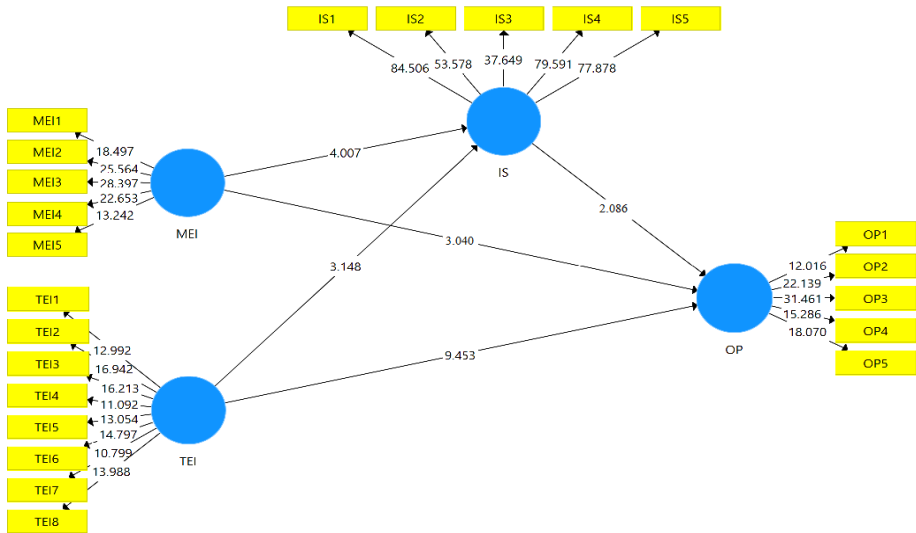 IS1 IS2 IS3 IS4 IS5
84.506 53.578 37.649 79.591 77.878
IS
MEI1
MEI2
MEI3
MEI4
MEI5
18.497
25.564
28.397
22.653
13.242
MEI
4.007
3.040
2.086
3.148
9.453
TEI1
TEI2
TEI3
TEI4
TEI5
TEI6
TEI7
TEI8
12.992
16.942
16.213
11.092
13.054
14.797
10.799
13.988
TEI
OP
12.016
22.139
31.461
15.286
18.070
OP1
OP2
OP3
OP4
OP5